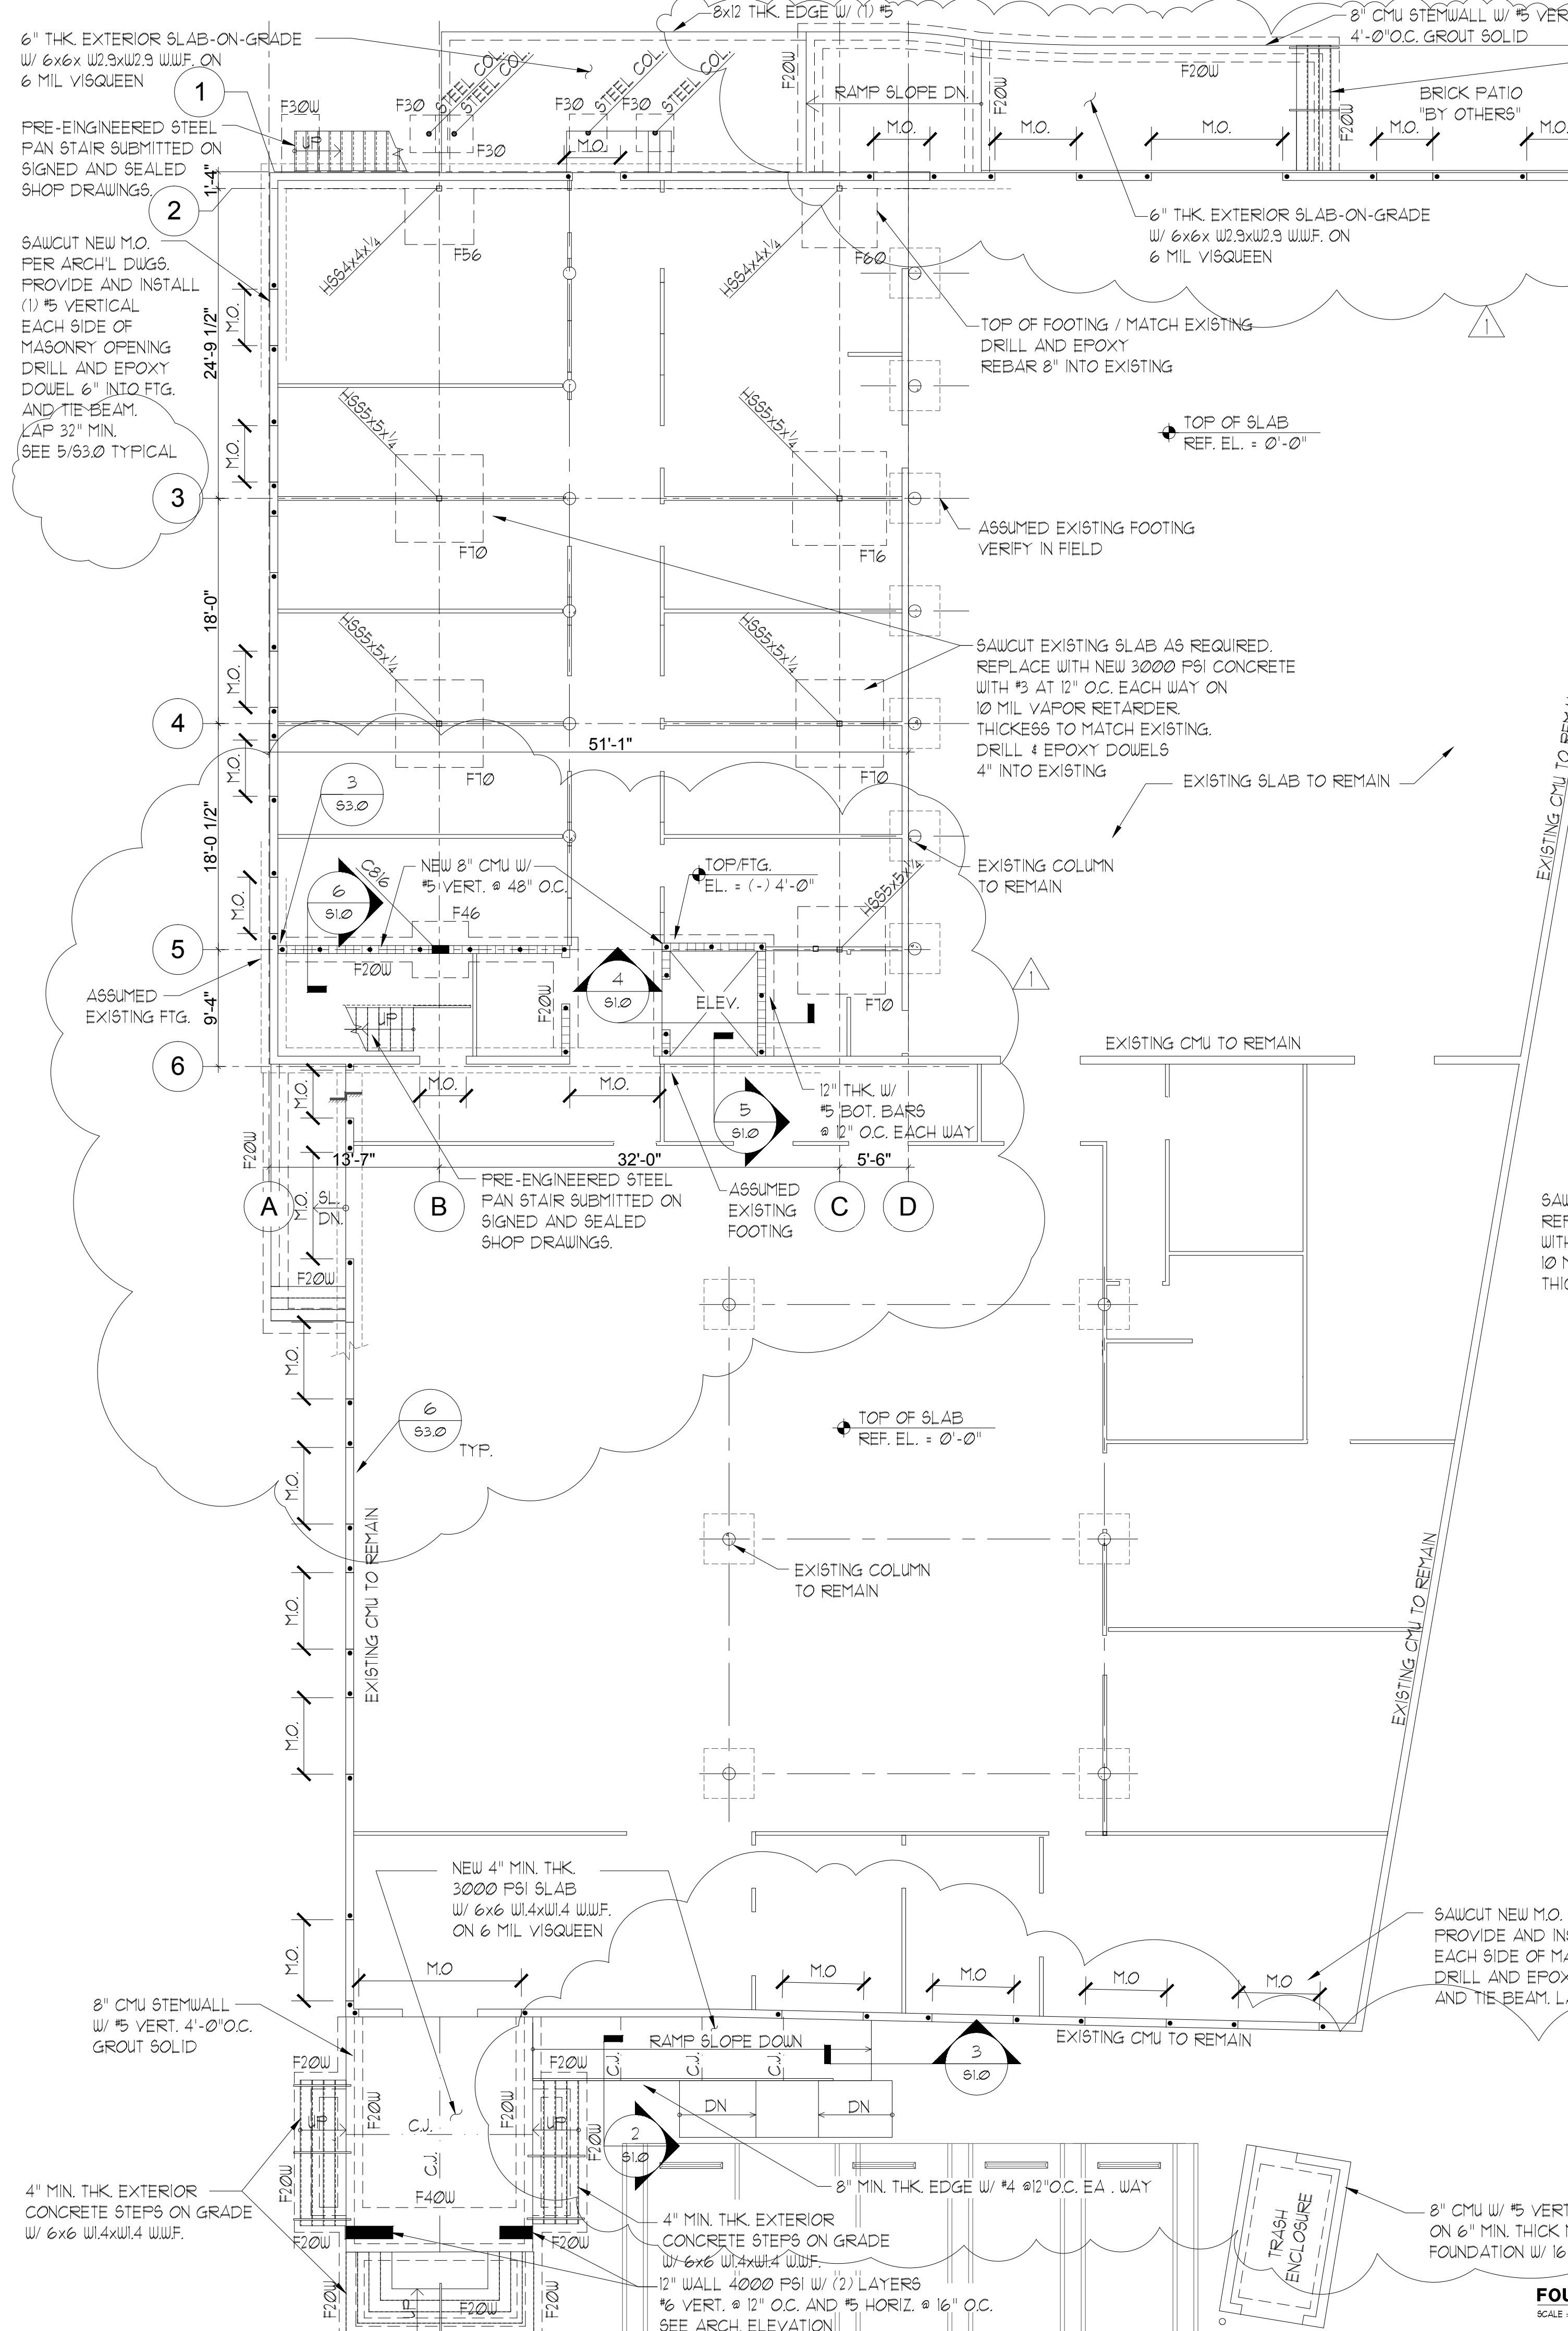 8x12 THK. EDGE W/ (1) #5
8" CMU STEMWALL W/ #5 VER
4'-0"O.C. GROUT SOLID
6" THK. EXTERIOR SLAB-ON-GRADE
W/ 6x6x W2.9xW2.9 W.W.F. ON
6 MIL VISQUEEN
1
F30W
F30
STEEL COL.
STEEL COL.
F30
F30
STEEL COL.
F30
STEEL COL.
F20W
RAMP SLOPE DN.
F20W
F20W
F20W
BRICK PATIO
"BY OTHERS"
PRE-EINGINEERED STEEL
PAN STAIR SUBMITTED ON
SIGNED AND SEALED
SHOP DRAWINGS.
UP
M.O.
M.O.
M.O.
M.O.
M.O.
M.O.
1'-4"
2
HSS4x4x1/4
F56
HSS4x4x1/4
F60
6" THK. EXTERIOR SLAB-ON-GRADE
W/ 6x6x W2.9xW2.9 W.W.F. ON
6 MIL VISQUEEN
SAWCUT NEW M.O.
PER ARCH'L DWGS.
PROVIDE AND INSTALL
(1) #5 VERTICAL
EACH SIDE OF
MASONRY OPENING
DRILL AND EPOXY
DOWEL 6" INTO FTG.
AND TIE BEAM.
LAP 32" MIN.
SEE 5/S3.0 TYPICAL
24'-9 1/2"
M.O.
M.O.
TOP OF FOOTING / MATCH EXISTING
DRILL AND EPOXY
REBAR 8" INTO EXISTING
1
TOP OF SLAB
REF. EL. = 0'-0"
HSS5x5x1/4
HSS5x5x1/4
3
F70
F76
ASSUMED EXISTING FOOTING
VERIFY IN FIELD
18'-0"
HSS5x5x1/4
HSS5x5x1/4
M.O.
SAWCUT EXISTING SLAB AS REQUIRED.
REPLACE WITH NEW 3000 PSI CONCRETE
WITH #3 AT 12" O.C. EACH WAY ON
10 MIL VAPOR RETARDER.
THICKESS TO MATCH EXISTING.
DRILL & EPOXY DOWELS
4" INTO EXISTING
4
51'-1"
F70
F70
M.O.
EXISTING SLAB TO REMAIN
EXISTING CMU TO REMAIN
3
S3.0
18'-0 1/2"
NEW 8" CMU W/
#5 VERT. @ 48" O.C.
C816
TOP/FTG.
EL. = (-) 4'-0"
HSS5x5x1/4
EXISTING COLUMN
TO REMAIN
M.O.
6
S1.0
F46
5
F20W
F20W
4
S1.0
ELEV.
F70
1
ASSUMED
EXISTING FTG.
9'-4"
UP
6
EXISTING CMU TO REMAIN
M.O.
M.O.
M.O.
5
S1.0
12" THK. W/
#5 BOT. BARS
@ 12" O.C. EACH WAY
F20W
13'-7"
32'-0"
5'-6"
A
B
C
D
M.O.
SL.
DN.
PRE-ENGINEERED STEEL
PAN STAIR SUBMITTED ON
SIGNED AND SEALED
SHOP DRAWINGS.
ASSUMED
EXISTING
FOOTING
SAW
REF
WITH
10 M
THIC
F20W
M.O.
6
S3.0
TYP.
TOP OF SLAB
REF. EL. = 0'-0"
M.O.
M.O.
M.O.
EXISTING CMU TO REMAIN
EXISTING COLUMN
TO REMAIN
EXISTING CMU TO REMAIN
NEW 4" MIN. THK.
3000 PSI SLAB
W/ 6x6 W1.4xW1.4 W.W.F.
ON 6 MIL VISQUEEN
M.O.
M.O
M.O
M.O
M.O
M.O
SAWCUT NEW M.O.
PROVIDE AND INS
EACH SIDE OF MA
DRILL AND EPOX
AND TIE BEAM. LA
8" CMU STEMWALL
W/ #5 VERT. 4'-0"O.C.
GROUT SOLID
RAMP SLOPE DOWN
EXISTING CMU TO REMAIN
C.J.
C.J.
C.J.
3
S1.0
F20W
F20W
F20W
F20W
UP
UP
C.J.
C.J.
DN
DN
F20W
2
S1.0
F20W
F40W
8" MIN. THK. EDGE W/ #4 @12"O.C. EA . WAY
4" MIN. THK. EXTERIOR
CONCRETE STEPS ON GRADE
W/ 6x6 W1.4xW1.4 W.W.F.
4" MIN. THK. EXTERIOR
CONCRETE STEPS ON GRADE
W/ 6x6 W1.4xW1.4 W.W.F.
F20W
F20W
TRASH
ENCLOSURE
8" CMU W/ #5 VERT
ON 6" MIN. THICK
FOUNDATION W/ 16
12" WALL 4000 PSI W/ (2) LAYERS
#6 VERT. @ 12" O.C. AND #5 HORIZ. @ 16" O.C.
SEE ARCH. ELEVATION
F20W
F20W
F20W
UP
FOU
SCALE